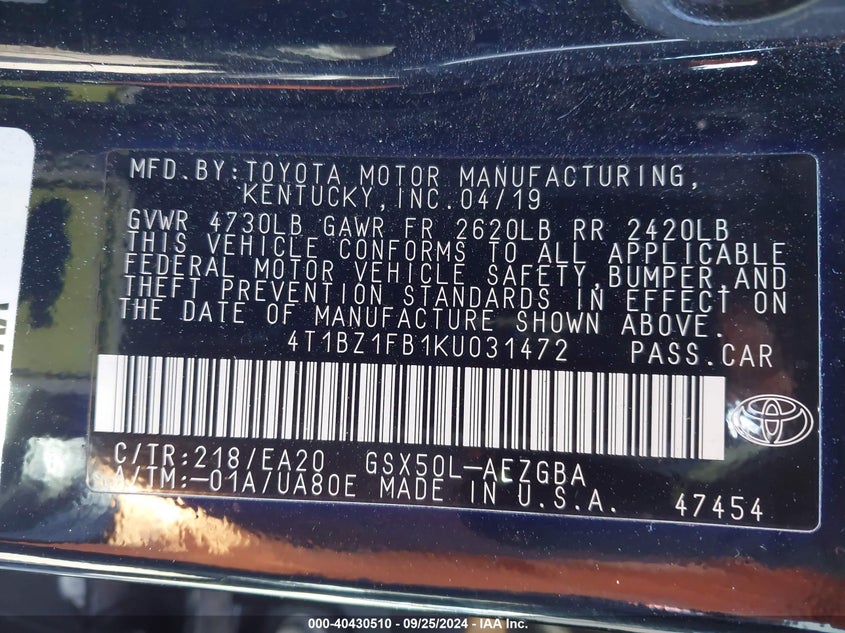 MFD.BY:TOYOTA MOTOR MANUFACTURING,
KENTUCKY,INC.04/19
GVWR 4730LB GAWR FR 2620LB RR 2420LB
THIS VEHICLE CONFORMS TO ALL APPLICABLE
FEDERAL MOTOR VEHICLE SAFETY,BUMPER,AND
THEFT PREVENTION STANDARDS IN EFFECT ON
THE DATE OF MANUFACTURE SHOWN ABOVE.
4T1BZ1FB1KU031472 PASS.CAR
C/TR:218/EA20 GSX50L-AEZGBA
A/TM:-01A/UA80E MADE IN U.S.A. 47454
000-40430510 - 09/25/2024 - IAA Inc.